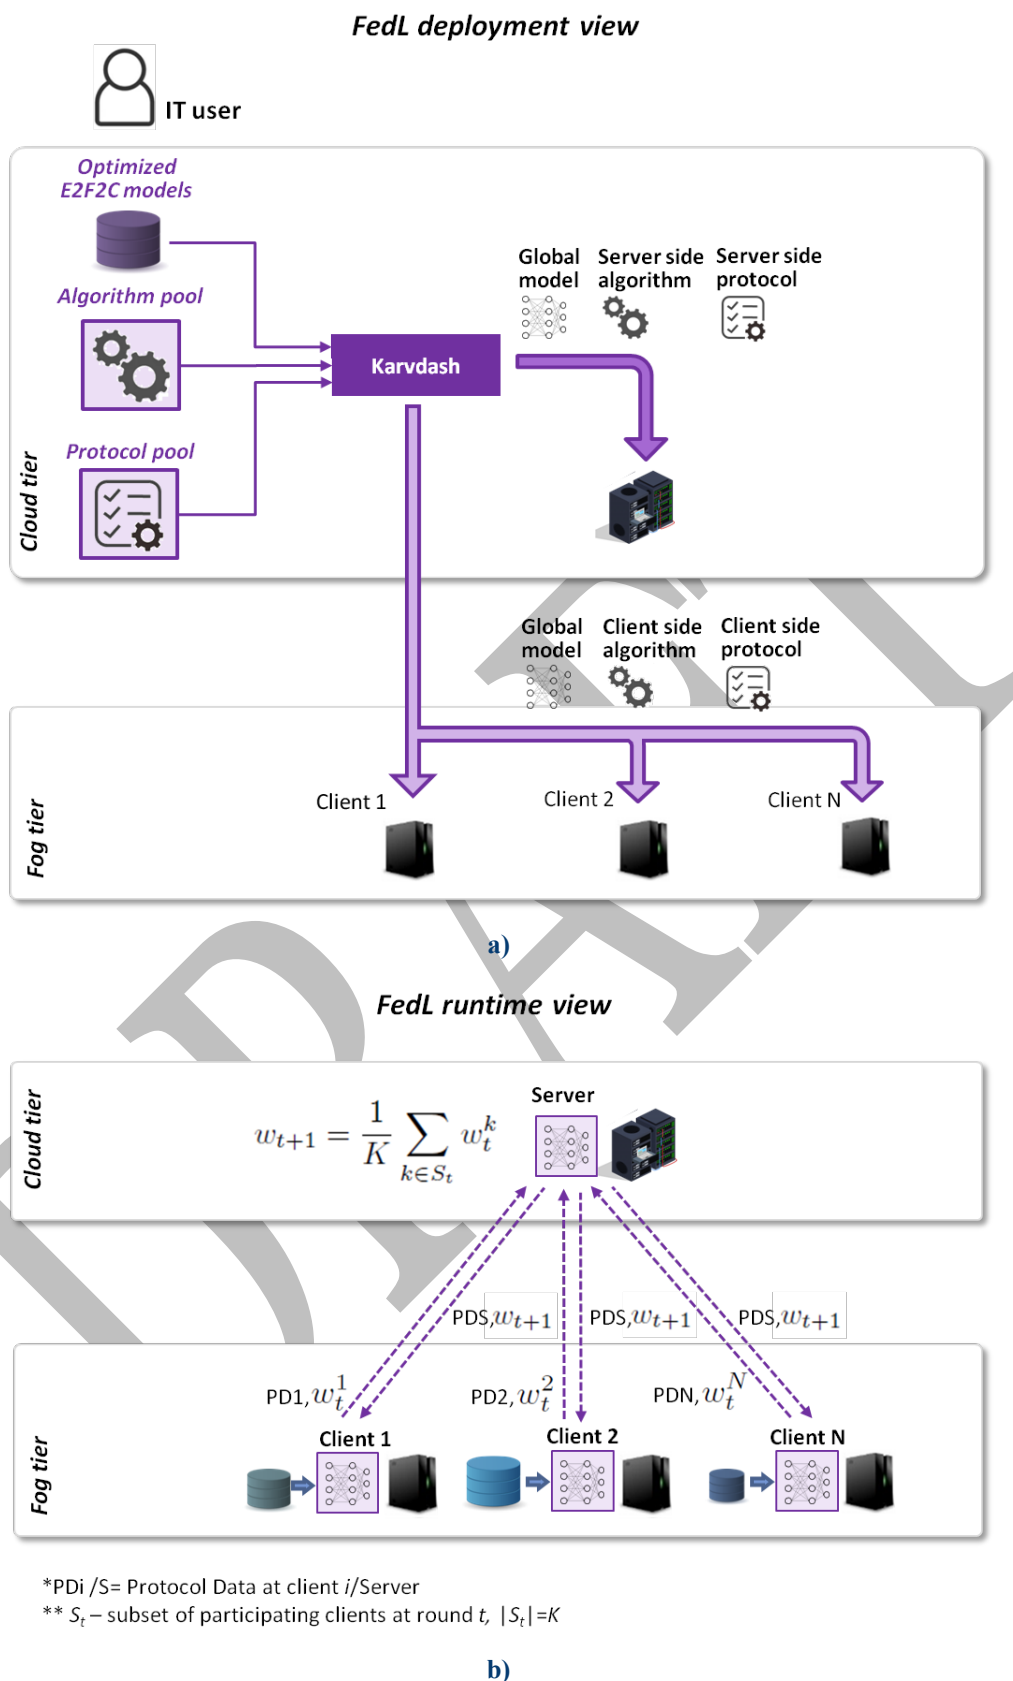 FedL deployment view
IT user
Optimized
E2F2C models
Algorithm pool
Protocol pool
Cloud tier
Karvdash
Global
model
Server side
algorithm
Server side
protocol
Global
model
Client side
algorithm
Client side
protocol
Fog tier
Client 1
Client 2
Client N
a)
FedL runtime view
Cloud tier
w_{t+1} = \frac{1}{K} \sum_{k \in S_t} w_t^k
Server
PDS, w_{t+1}
PDS, w_{t+1}
PDS, w_{t+1}
PD1, w_t^1
PD2, w_t^2
PDN, w_t^N
Fog tier
Client 1
Client 2
Client N
*PDi /S= Protocol Data at client i/Server
** S_t – subset of participating clients at round t, |S_t|=K
b)
DRAFT